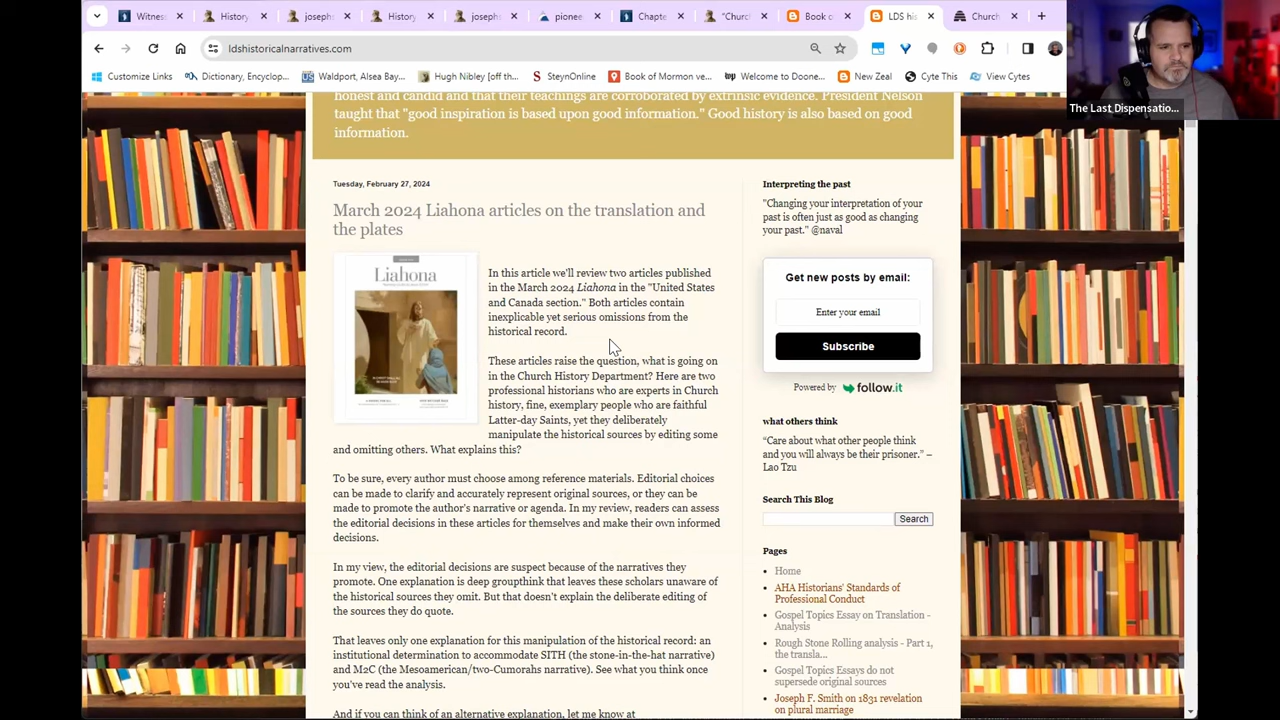 Witness
History
josephs
History
josephs
pionee
Chapte
"Church
Book
LDS his
Church
ldshistoricalnarratives.com
Customize Links
Dictionary, Encyclop...
Waldport, Alsea Bay...
Hugh Nibley [off th...
SteynOnline
Book of Mormon ve...
Welcome to Doone...
New Zeal
Cyte This
View Cytes
The Last Dispensatio...
honest and candid and that their teachings are corroborated by extrinsic evidence. President Nelson
taught that "good inspiration is based upon good information." Good history is also based on good
information.
Tuesday, February 27, 2024
March 2024 Liahona articles on the translation and
the plates
Liahona
In this article we'll review two articles published
in the March 2024 Liahona in the "United States
and Canada section." Both articles contain
inexplicable yet serious omissions from the
historical record.
These articles raise the question, what is going on
in the Church History Department? Here are two
professional historians who are experts in Church
history, fine, exemplary people who are faithful
Latter-day Saints, yet they deliberately
manipulate the historical sources by editing some
and omitting others. What explains this?
To be sure, every author must choose among reference materials. Editorial choices
can be made to clarify and accurately represent original sources, or they can be
made to promote the author's narrative or agenda. In my review, readers can assess
the editorial decisions in these articles for themselves and make their own informed
decisions.
In my view, the editorial decisions are suspect because of the narratives they
promote. One explanation is deep groupthink that leaves these scholars unaware of
the historical sources they omit. But that doesn't explain the deliberate editing of
the sources they do quote.
That leaves only one explanation for this manipulation of the historical record: an
institutional determination to accommodate SITH (the stone-in-the-hat narrative)
and M2C (the Mesoamerican/two-Cumorahs narrative). See what you think once
you've read the analysis.
And if you can think of an alternative explanation, let me know at
Interpreting the past
"Changing your interpretation of your
past is often just as good as changing
your past." @naval
Get new posts by email:
Enter your email
Subscribe
Powered by follow.it
what others think
"Care about what other people think
and you will always be their prisoner." –
Lao Tzu
Search This Blog
Search
Pages
Home
AHA Historians' Standards of
Professional Conduct
Gospel Topics Essay on Translation -
Analysis
Rough Stone Rolling analysis - Part 1,
the transla...
Gospel Topics Essays do not
supersede original sources
Joseph F. Smith on 1831 revelation
on plural marriage